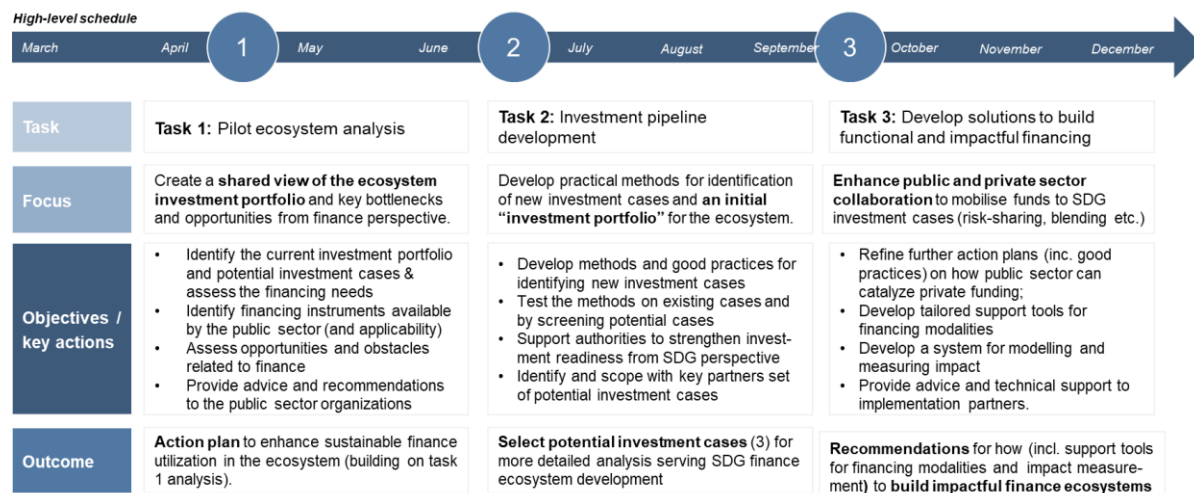 High-level schedule
March April 1 May June 2 July August September 3 October November December
Task
Task 1: Pilot ecosystem analysis
Task 2: Investment pipeline
development
Task 3: Develop solutions to build
functional and impactful financing
Focus
Create a shared view of the ecosystem
investment portfolio and key bottlenecks
and opportunities from finance perspective.
Develop practical methods for identification
of new investment cases and an initial
"investment portfolio" for the ecosystem.
Enhance public and private sector
collaboration to mobilise funds to SDG
investment cases (risk-sharing, blending etc.)
Objectives /
key actions
• Identify the current investment portfolio
and potential investment cases &
assess the financing needs
• Identify financing instruments available
by the public sector (and applicability)
• Assess opportunities and obstacles
related to finance
• Provide advice and recommendations
to the public sector organizations
• Develop methods and good practices for
identifying new investment cases
• Test the methods on existing cases and
by screening potential cases
• Support authorities to strengthen invest-
ment readiness from SDG perspective
• Identify and scope with key partners set
of potential investment cases
• Refine further action plans (inc. good
practices) on how public sector can
catalyze private funding;
• Develop tailored support tools for
financing modalities
• Develop a system for modelling and
measuring impact
• Provide advice and technical support to
implementation partners.
Outcome
Action plan to enhance sustainable finance
utilization in the ecosystem (building on task
1 analysis).
Select potential investment cases (3) for
more detailed analysis serving SDG finance
ecosystem development
Recommendations for how (incl. support tools
for financing modalities and impact measure-
ment) to build impactful finance ecosystems